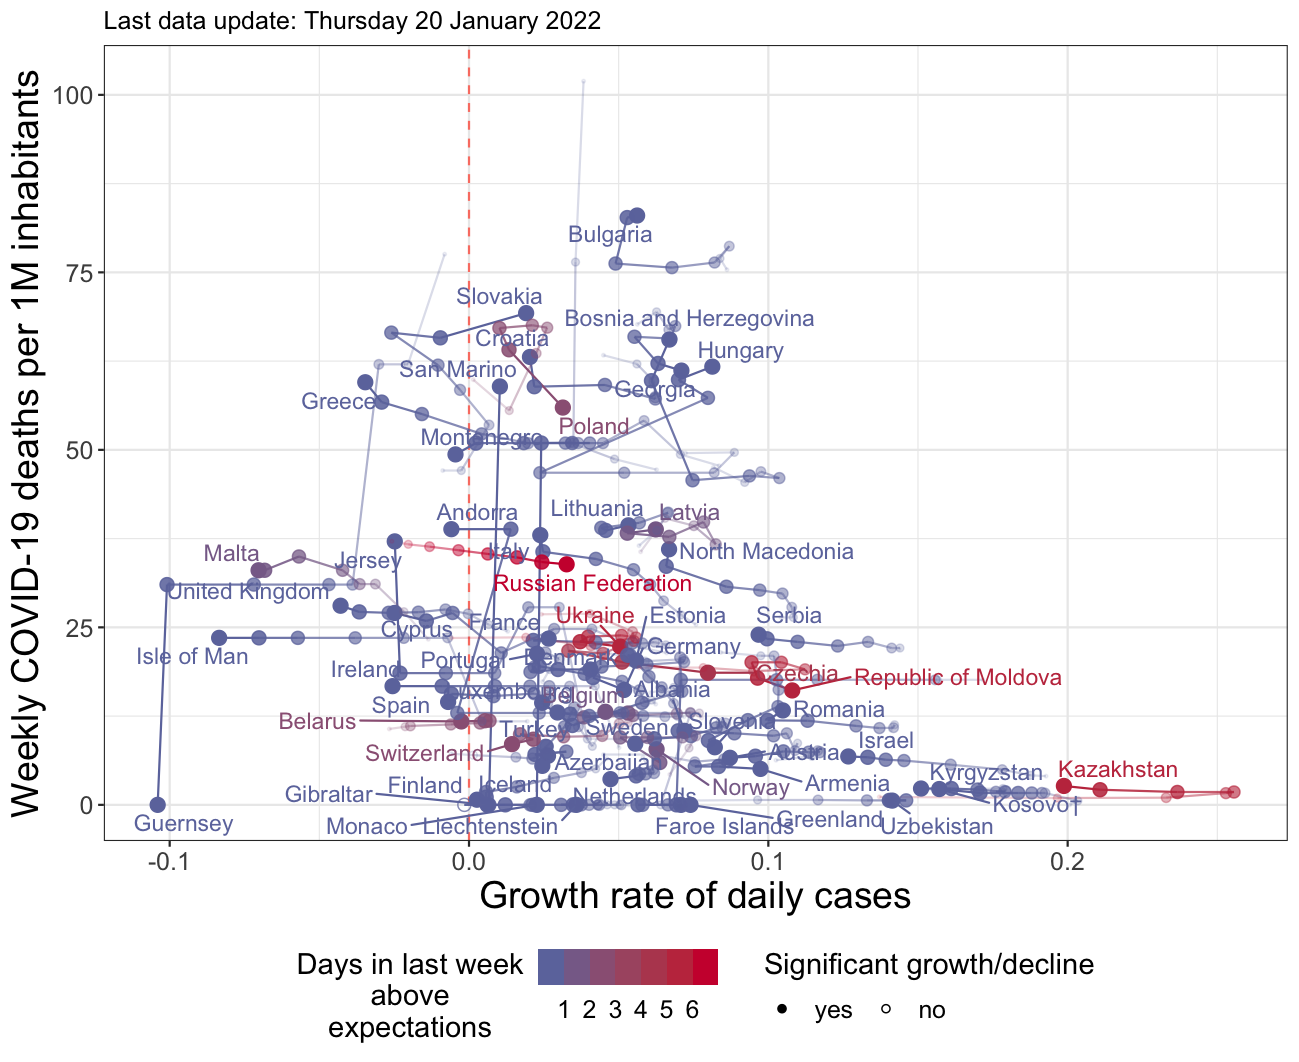 Last data update: Thursday 20 January 2022
Weekly COVID-19 deaths per 1M inhabitants
100
75
50
25
0
Bulgaria
Slovakia
Bosnia and Herzegovina
Croatia
Hungary
San Marino
Georgia
Greece
Poland
Montenegro
Andorra
Lithuania
Latvia
Malta
Jersey
Italy
North Macedonia
Russian Federation
United Kingdom
Ukraine
Estonia
Serbia
Cyprus
France
Isle of Man
Germany
Portugal
Denmark
Ireland
Czechia
Republic of Moldova
Luxembourg
Albania
Spain
Belgium
Romania
Belarus
Turkey
Sweden
Slovenia
Israel
Switzerland
Austria
Azerbaijan
Kyrgyzstan
Kazakhstan
Finland
Iceland
Norway
Armenia
Gibraltar
Netherlands
Kosovo†
Guernsey
Monaco
Liechtenstein
Faroe Islands
Greenland
Uzbekistan
-0.1
0.0
0.1
0.2
Growth rate of daily cases
Days in last week
above
expectations
1 2 3 4 5 6
Significant growth/decline
yes
no